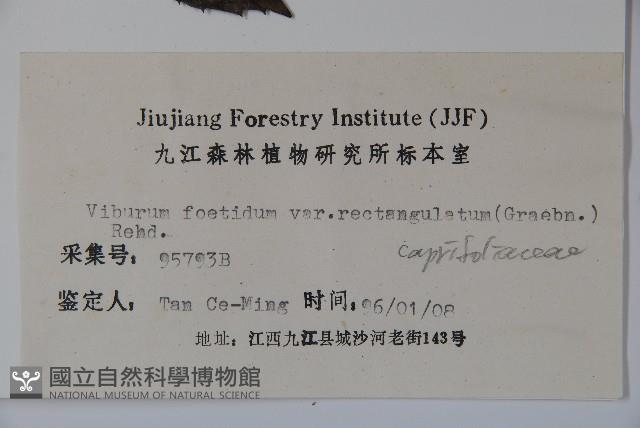 Jiujiang Forestry Institute (JJF)
九江森林植物研究所标本室
Viburum foetidum var.rectangulatum(Graebn.)
Rehd.
采集号: 95793B
Caprifoliaceae
鉴定人: Tan Ce-Ming 时间: 96/01/08
地址: 江西九江县城沙河老街143号
國立自然科學博物館
NATIONAL MUSEUM OF NATURAL SCIENCE